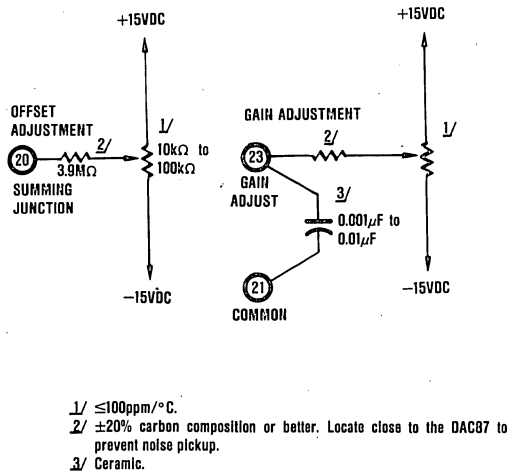 +15VDC
OFFSET
ADJUSTMENT
2/
1/
10kΩ to
100kΩ
20
3.9MΩ
SUMMING
JUNCTION
−15VDC
+15VDC
GAIN ADJUSTMENT
2/
1/
23
GAIN
ADJUST
3/
0.001μF to
0.01μF
21
COMMON
−15VDC
1/ ≤100ppm/°C.
2/ ±20% carbon composition or better. Locate close to the DAC87 to
prevent noise pickup.
3/ Ceramic.